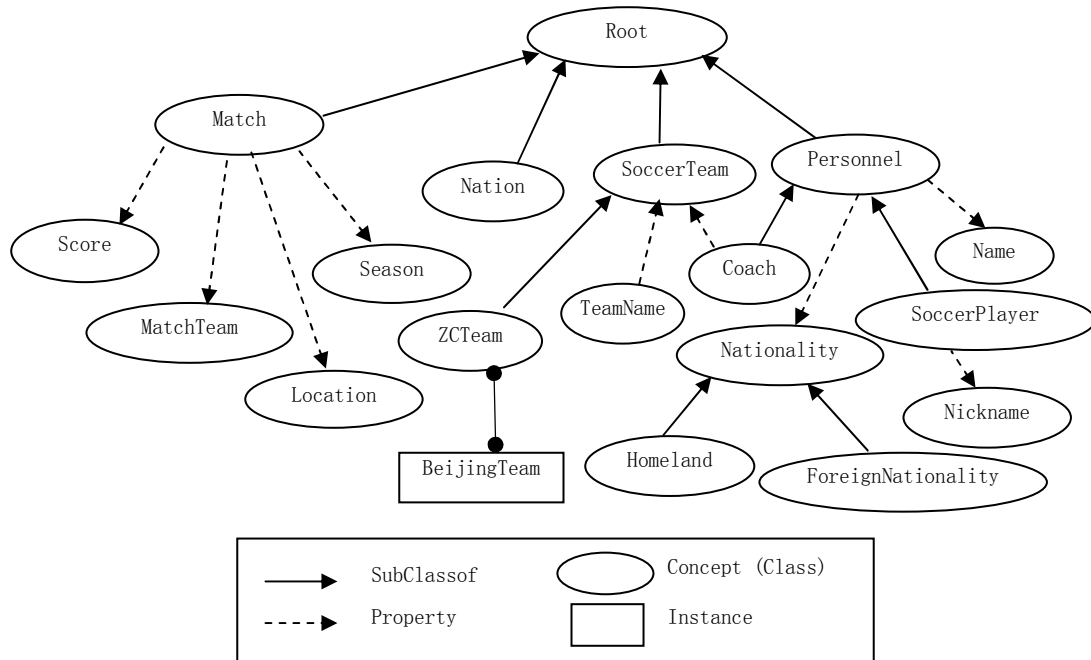 Root
Match
Nation
SoccerTeam
Personnel
Score
Season
MatchTeam
Location
TeamName
Coach
Name
ZCTeam
Nationality
SoccerPlayer
Nickname
BeijingTeam
Homeland
ForeignNationality
SubClassof
Concept (Class)
Property
Instance